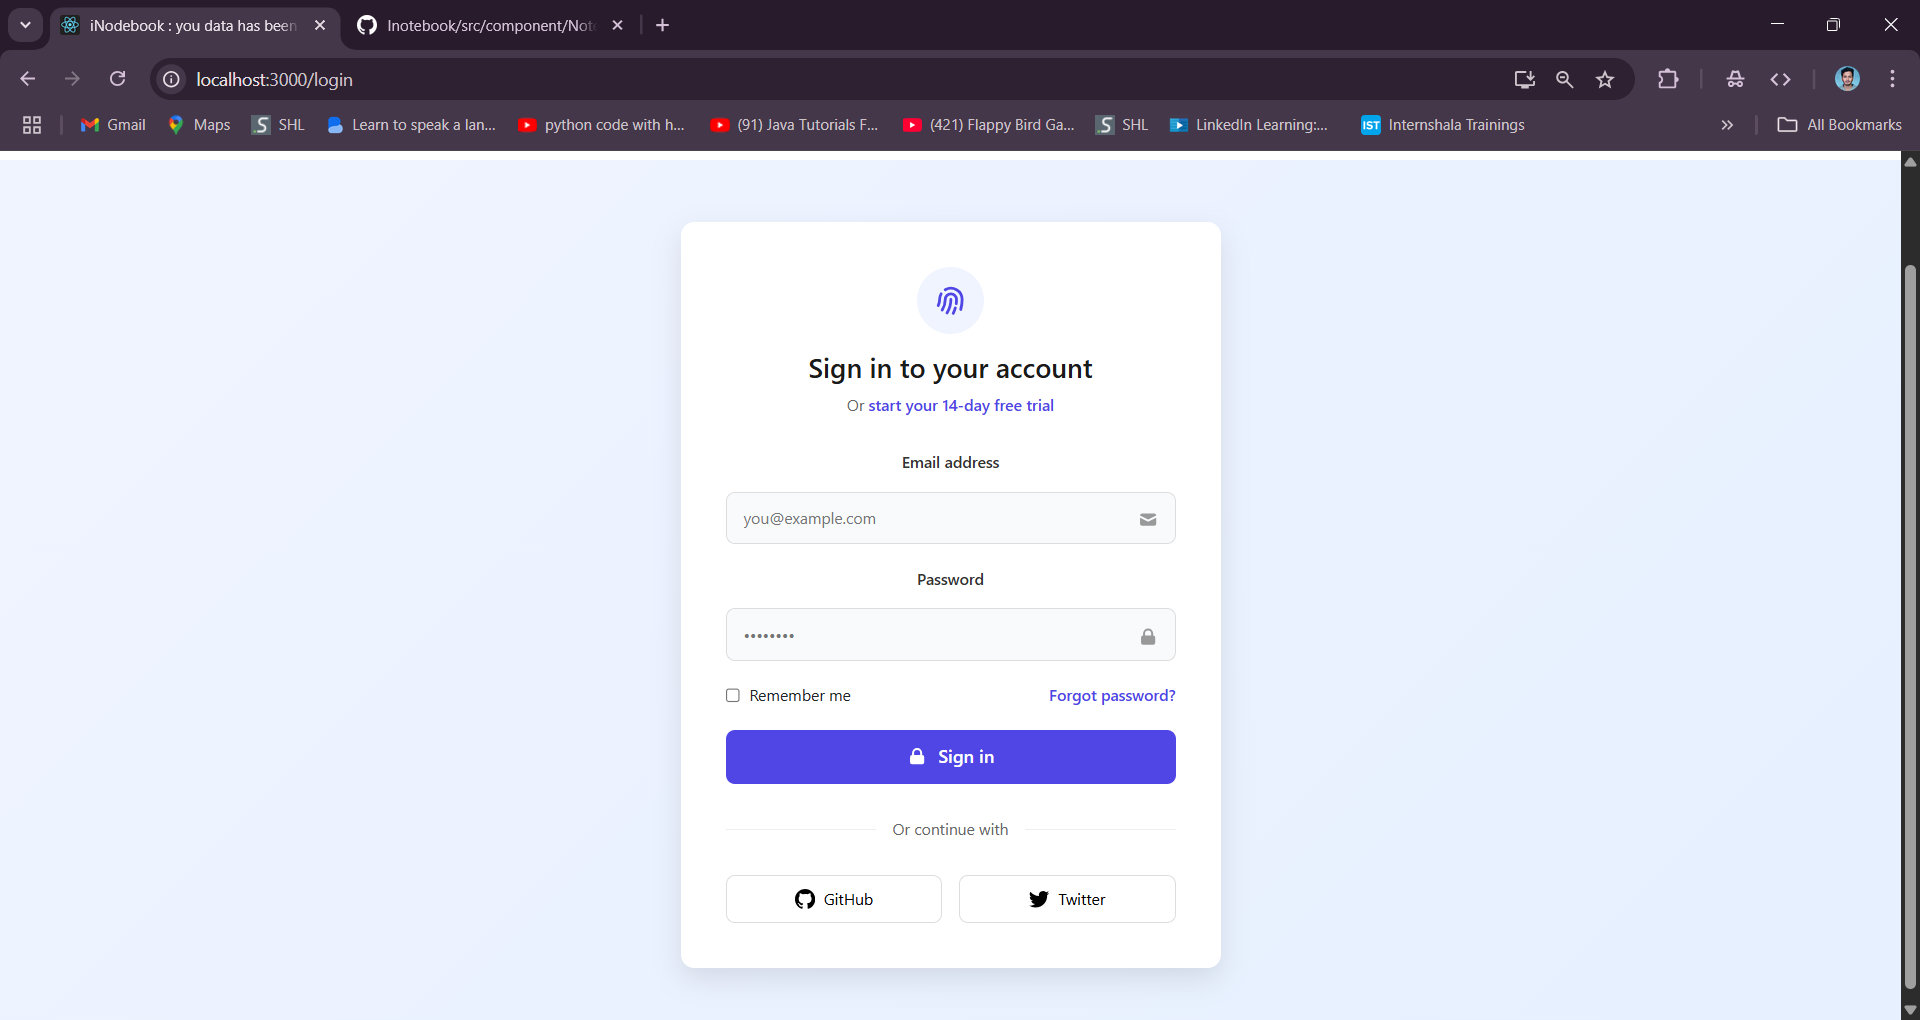 iNodebook : you data has been
Inotebook/src/component/Not
localhost:3000/login
Gmail
Maps
SHL
Learn to speak a lan...
python code with h...
(91) Java Tutorials F...
(421) Flappy Bird Ga...
SHL
LinkedIn Learning:...
IST Internshala Trainings
All Bookmarks
Sign in to your account
Or start your 14-day free trial
Email address
you@example.com
Password
••••••••
Remember me
Forgot password?
Sign in
Or continue with
GitHub
Twitter